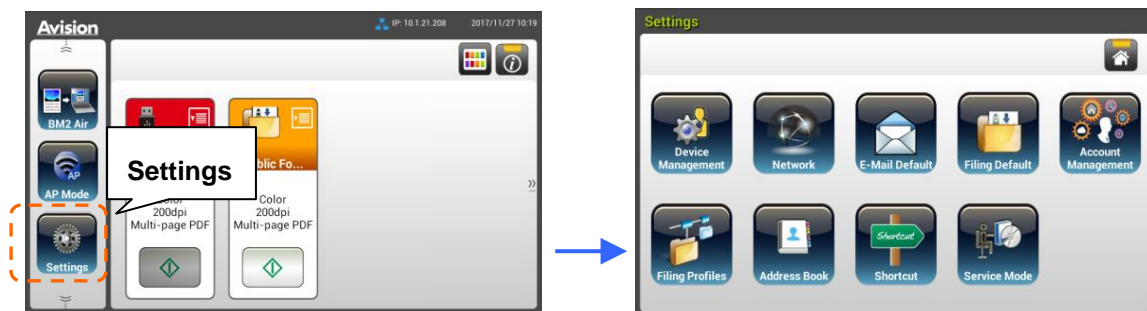 Avision
IP: 10.1.21.208 2017/11/27 10:19
BM2 Air
AP
AP Mode
Settings
Settings
blic Fo...
Color
200dpi
Multi-page PDF
Color
200dpi
Multi-page PDF
Settings
Device
Management
Network
E-Mail Default
Filing Default
Account
Management
Filing Profiles
Address Book
Shortcut
Shortcut
Service Mode